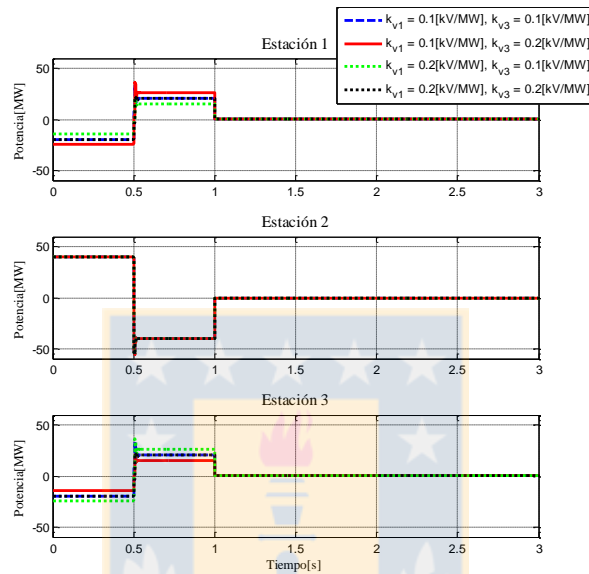 k_v1 = 0.1[kV/MW], k_v3 = 0.1[kV/MW]
k_v1 = 0.1[kV/MW], k_v3 = 0.2[kV/MW]
k_v1 = 0.2[kV/MW], k_v3 = 0.1[kV/MW]
k_v1 = 0.2[kV/MW], k_v3 = 0.2[kV/MW]
Estación 1
Potencia[MW]
50
0
-50
0 0.5 1 1.5 2 2.5 3
Estación 2
Potencia[MW]
50
0
-50
0 0.5 1 1.5 2 2.5 3
Estación 3
Potencia[MW]
50
0
-50
0 0.5 1 1.5 2 2.5 3
Tiempo[s]